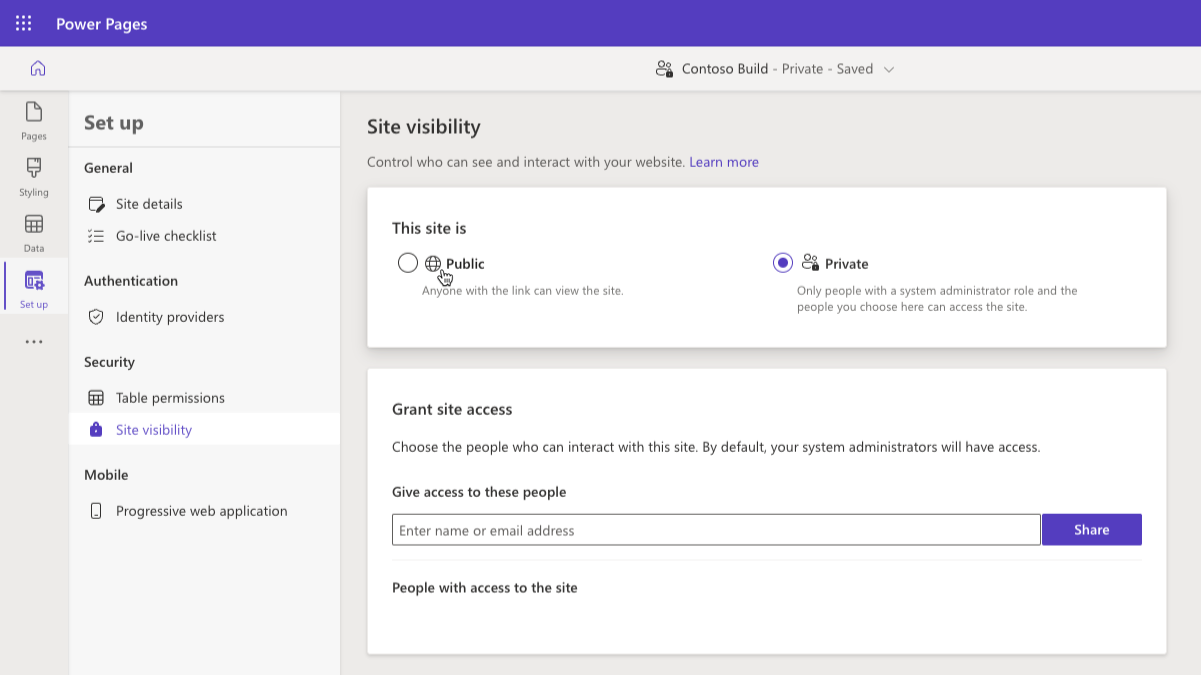 Power Pages
Contoso Build - Private - Saved
Pages
Styling
Data
Set up
Set up
General
Site details
Go-live checklist
Authentication
Identity providers
Security
Table permissions
Site visibility
Mobile
Progressive web application
Site visibility
Control who can see and interact with your website. Learn more
This site is
Public
Anyone with the link can view the site.
Private
Only people with a system administrator role and the
people you choose here can access the site.
Grant site access
Choose the people who can interact with this site. By default, your system administrators will have access.
Give access to these people
Enter name or email address
Share
People with access to the site